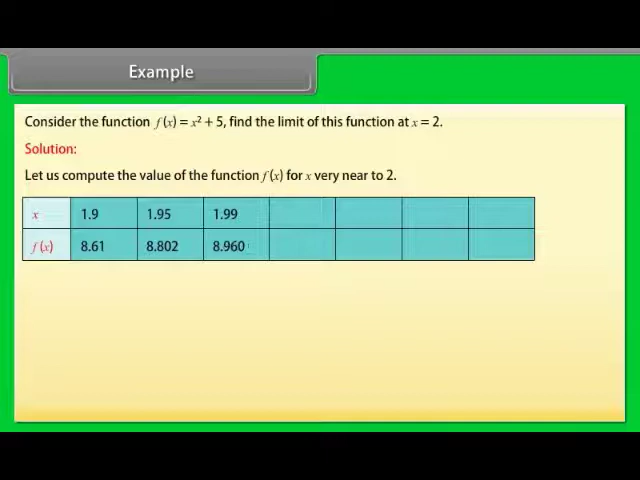 Example
Consider the function f (x) = x² + 5, find the limit of this function at x = 2.
Solution:
Let us compute the value of the function f (x) for x very near to 2.
x 1.9 1.95 1.99
f (x) 8.61 8.802 8.960